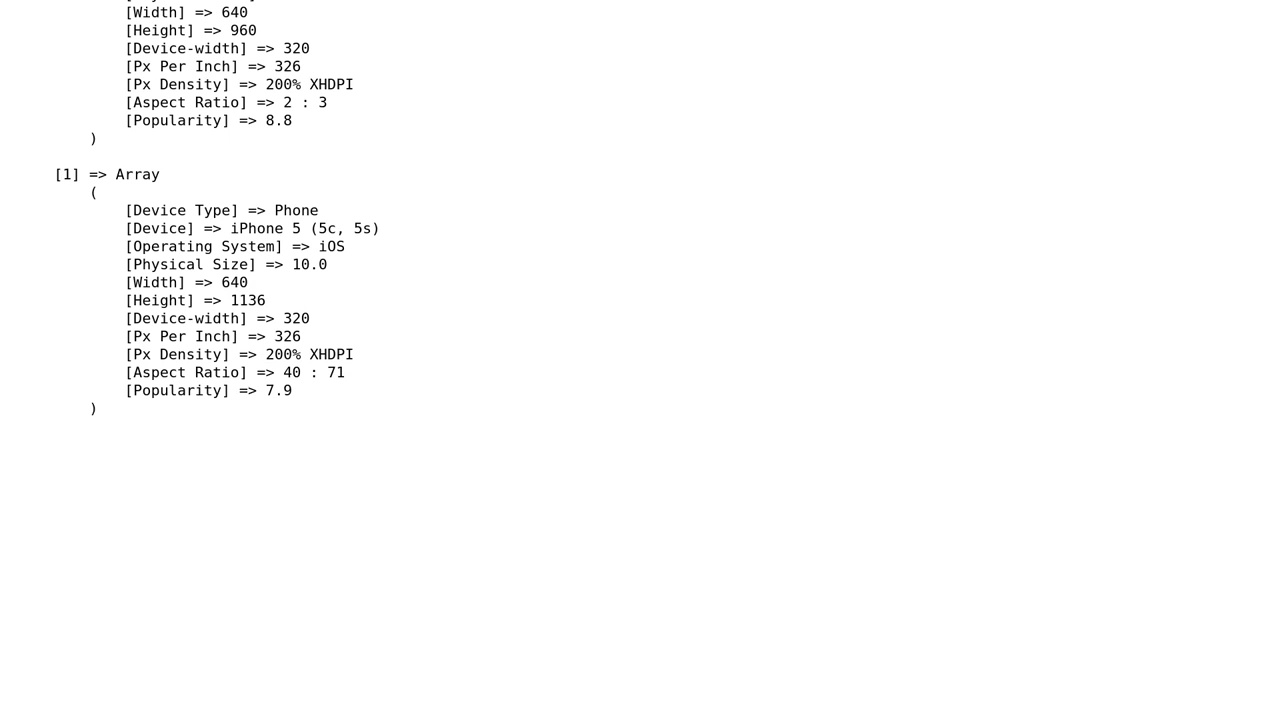 [Width] => 640
[Height] => 960
[Device-width] => 320
[Px Per Inch] => 326
[Px Density] => 200% XHDPI
[Aspect Ratio] => 2 : 3
[Popularity] => 8.8
)
[1] => Array
(
[Device Type] => Phone
[Device] => iPhone 5 (5c, 5s)
[Operating System] => iOS
[Physical Size] => 10.0
[Width] => 640
[Height] => 1136
[Device-width] => 320
[Px Per Inch] => 326
[Px Density] => 200% XHDPI
[Aspect Ratio] => 40 : 71
[Popularity] => 7.9
)